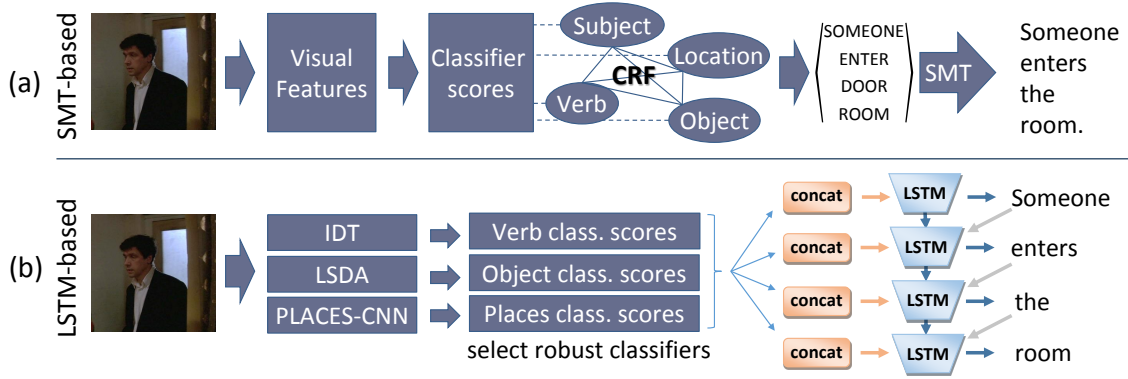 (a)
SMT-based
Visual
Features
Classifier
scores
Subject
Location
CRF
Verb
Object
SOMEONE
ENTER
DOOR
ROOM
SMT
Someone
enters
the
room.
(b)
LSTM-based
IDT
LSDA
PLACES-CNN
Verb class. scores
Object class. scores
Places class. scores
select robust classifiers
concat
LSTM
Someone
concat
LSTM
enters
concat
LSTM
the
concat
LSTM
room